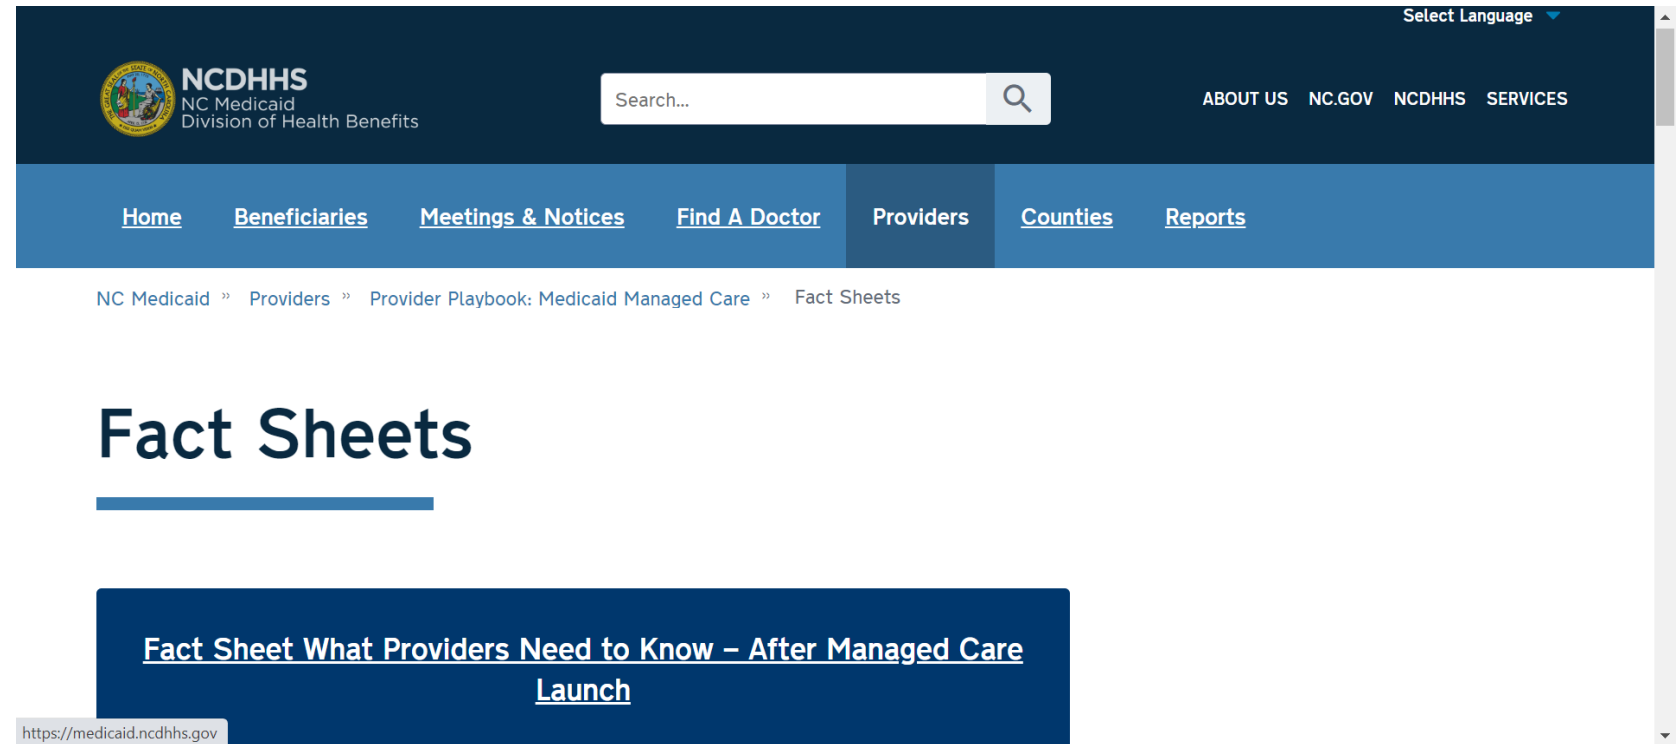 Select Language
NCDHHS
NC Medicaid
Division of Health Benefits
Search...
ABOUT US NC.GOV NCDHHS SERVICES
Home Beneficiaries Meetings & Notices Find A Doctor Providers Counties Reports
NC Medicaid » Providers » Provider Playbook: Medicaid Managed Care » Fact Sheets
Fact Sheets
Fact Sheet What Providers Need to Know – After Managed Care
Launch
https://medicaid.ncdhhs.gov